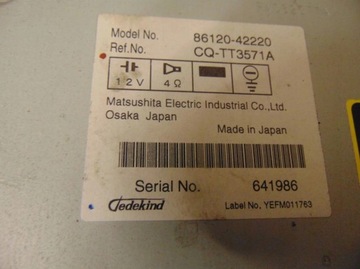 Model No. 86120-42220
Ref.No. CQ-TT3571A
12V 4Ω
Matsushita Electric Industrial Co.,Ltd.
Osaka Japan
Made in Japan
Serial No. 641986
Jedekind Label No. YEFM011763